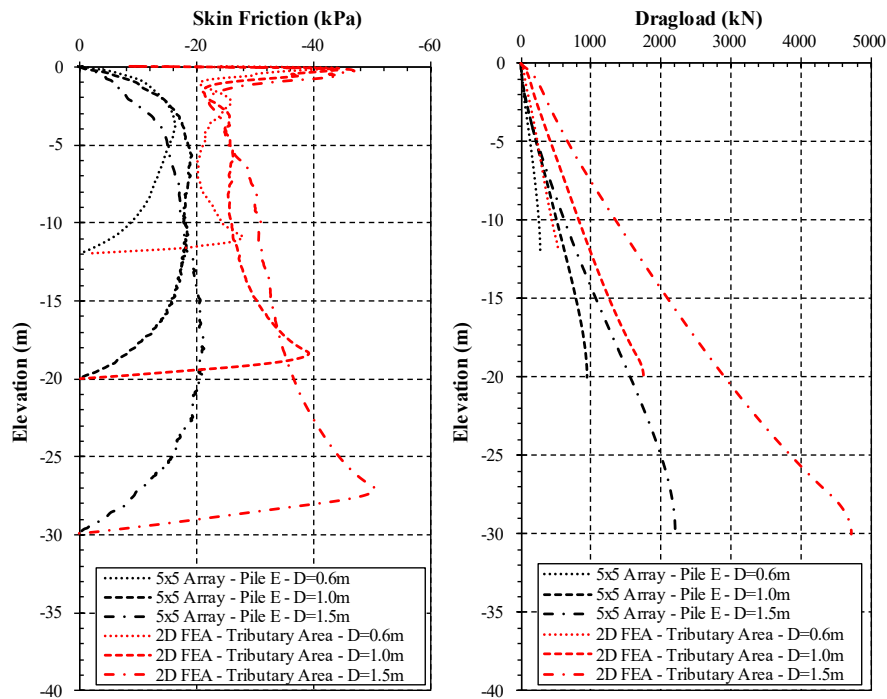 Skin Friction (kPa)
0 -20 -40 -60
0
-5
-10
-15
-20
-25
-30
-35
-40
Elevation (m)
5x5 Array - Pile E - D=0.6m
5x5 Array - Pile E - D=1.0m
5x5 Array - Pile E - D=1.5m
2D FEA - Tributary Area - D=0.6m
2D FEA - Tributary Area - D=1.0m
2D FEA - Tributary Area - D=1.5m
Dragload (kN)
0 1000 2000 3000 4000 5000
0
-5
-10
-15
-20
-25
-30
-35
-40
Elevation (m)
5x5 Array - Pile E - D=0.6m
5x5 Array - Pile E - D=1.0m
5x5 Array - Pile E - D=1.5m
2D FEA - Tributary Area - D=0.6m
2D FEA - Tributary Area - D=1.0m
2D FEA - Tributary Area - D=1.5m